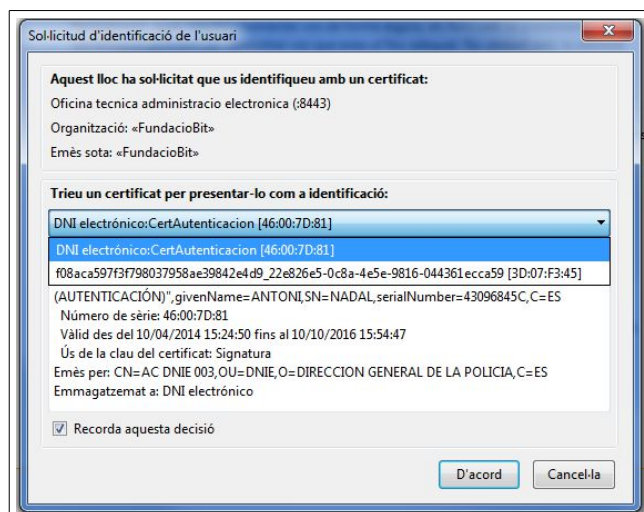 Sol·licitud d'identificació de l'usuari
Aquest lloc ha sol·licitat que us identifiqueu amb un certificat:
Oficina tecnica administracio electronica (:8443)
Organització: «FundacioBit»
Emès sota: «FundacioBit»
Trieu un certificat per presentar-lo com a identificació:
DNI electrónico:CertAutenticacion [46:00:7D:81]
DNI electrónico:CertAutenticacion [46:00:7D:81]
f08aca597f3f798037958ae39842e4d9_22e826e5-0c8a-4e5e-9816-044361ecca59 [3D:07:F3:45]
(AUTENTICACIÓN)",givenName=ANTONI,SN=NADAL,serialNumber=43096845C,C=ES
Número de sèrie: 46:00:7D:81
Vàlid des del 10/04/2014 15:24:50 fins al 10/10/2016 15:54:47
Ús de la clau del certificat: Signatura
Emès per: CN=AC DNIE 003,OU=DNIE,O=DIRECCION GENERAL DE LA POLICIA,C=ES
Emmagatzemat a: DNI electrónico
Recorda aquesta decisió
D'acord
Cancel·la